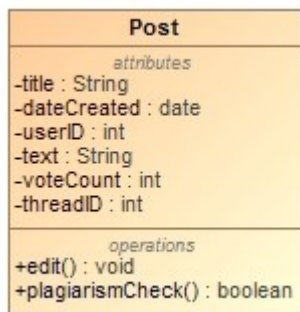 Post
attributes
-title : String
-dateCreated : date
-userID : int
-text : String
-voteCount : int
-threadID : int
operations
+edit() : void
+plagiarismCheck() : boolean